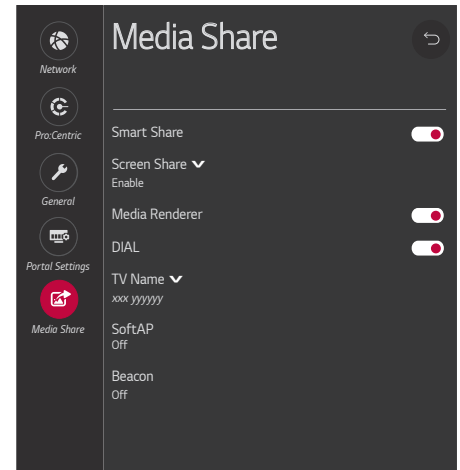 Media Share
Network
Pro:Centric
General
Portal Settings
Media Share
Smart Share
Screen Share
Enable
Media Renderer
DIAL
TV Name
xxx yyyyyy
SoftAP
Off
Beacon
Off